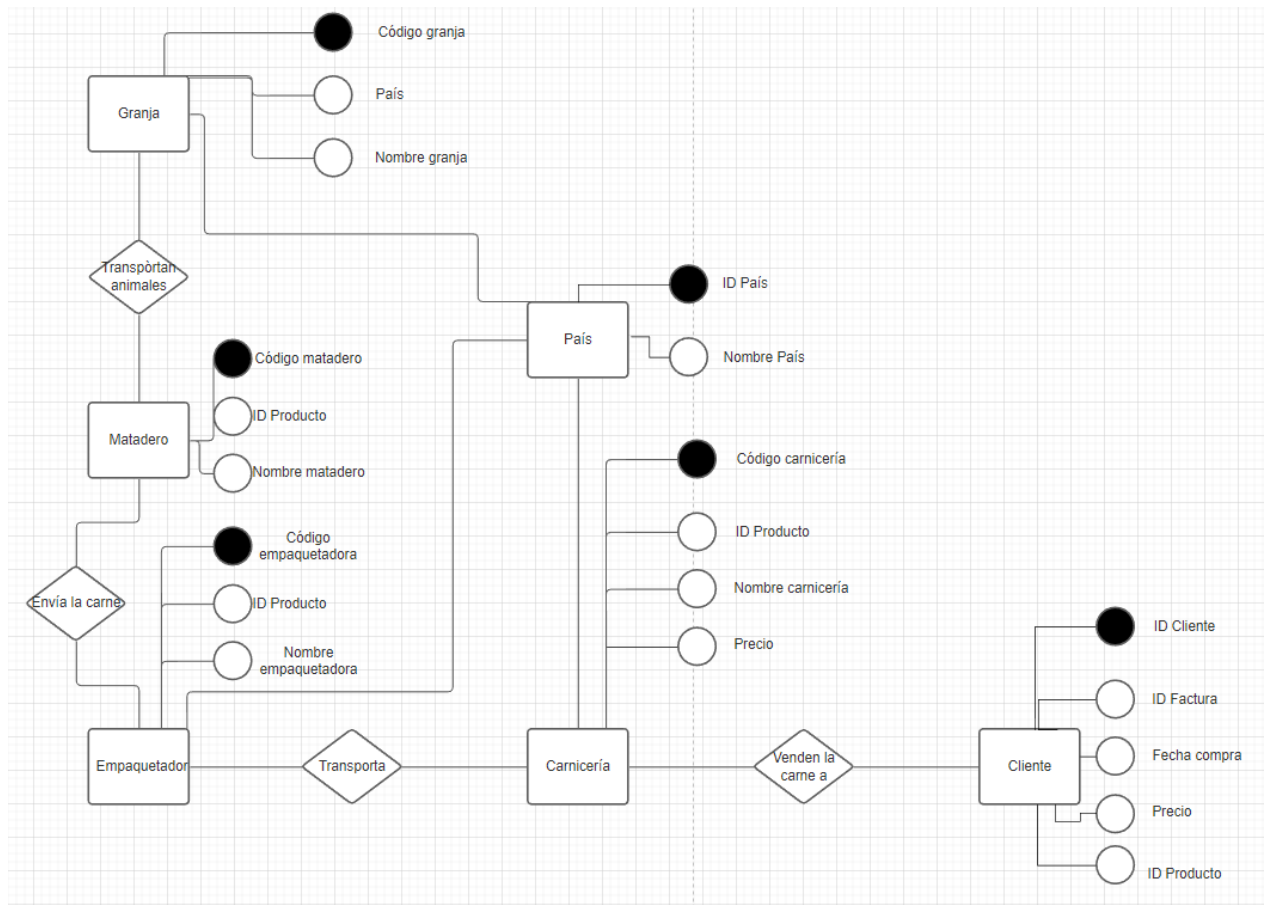 Código granja
País
Granja
Nombre granja
Transpòrtan
animales
ID País
País
Nombre País
Código matadero
ID Producto
Matadero
Nombre matadero
Código carnicería
ID Producto
Nombre carnicería
Precio
Código
empaquetadora
Envía la carne
ID Producto
Nombre
empaquetadora
ID Cliente
ID Factura
Empaquetador
Transporta
Carnicería
Venden la
carne a
Cliente
Fecha compra
Precio
ID Producto